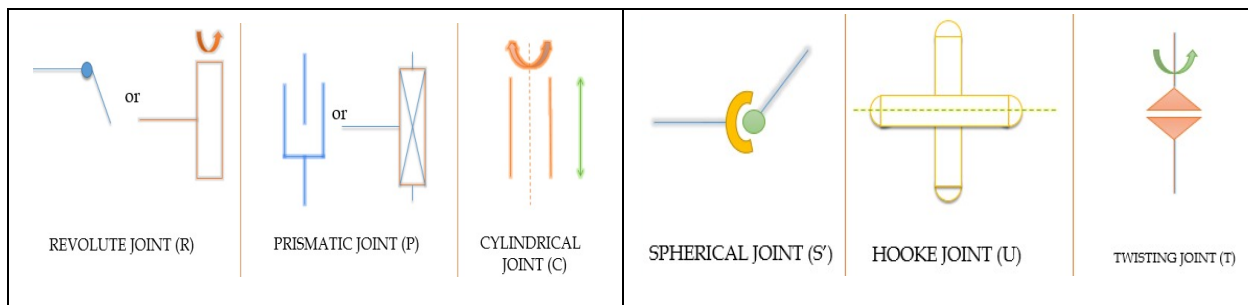 or
REVOLUTE JOINT (R)
or
PRISMATIC JOINT (P)
CYLINDRICAL
JOINT (C)
SPHERICAL JOINT (S')
HOOKE JOINT (U)
TWISTING JOINT (T)